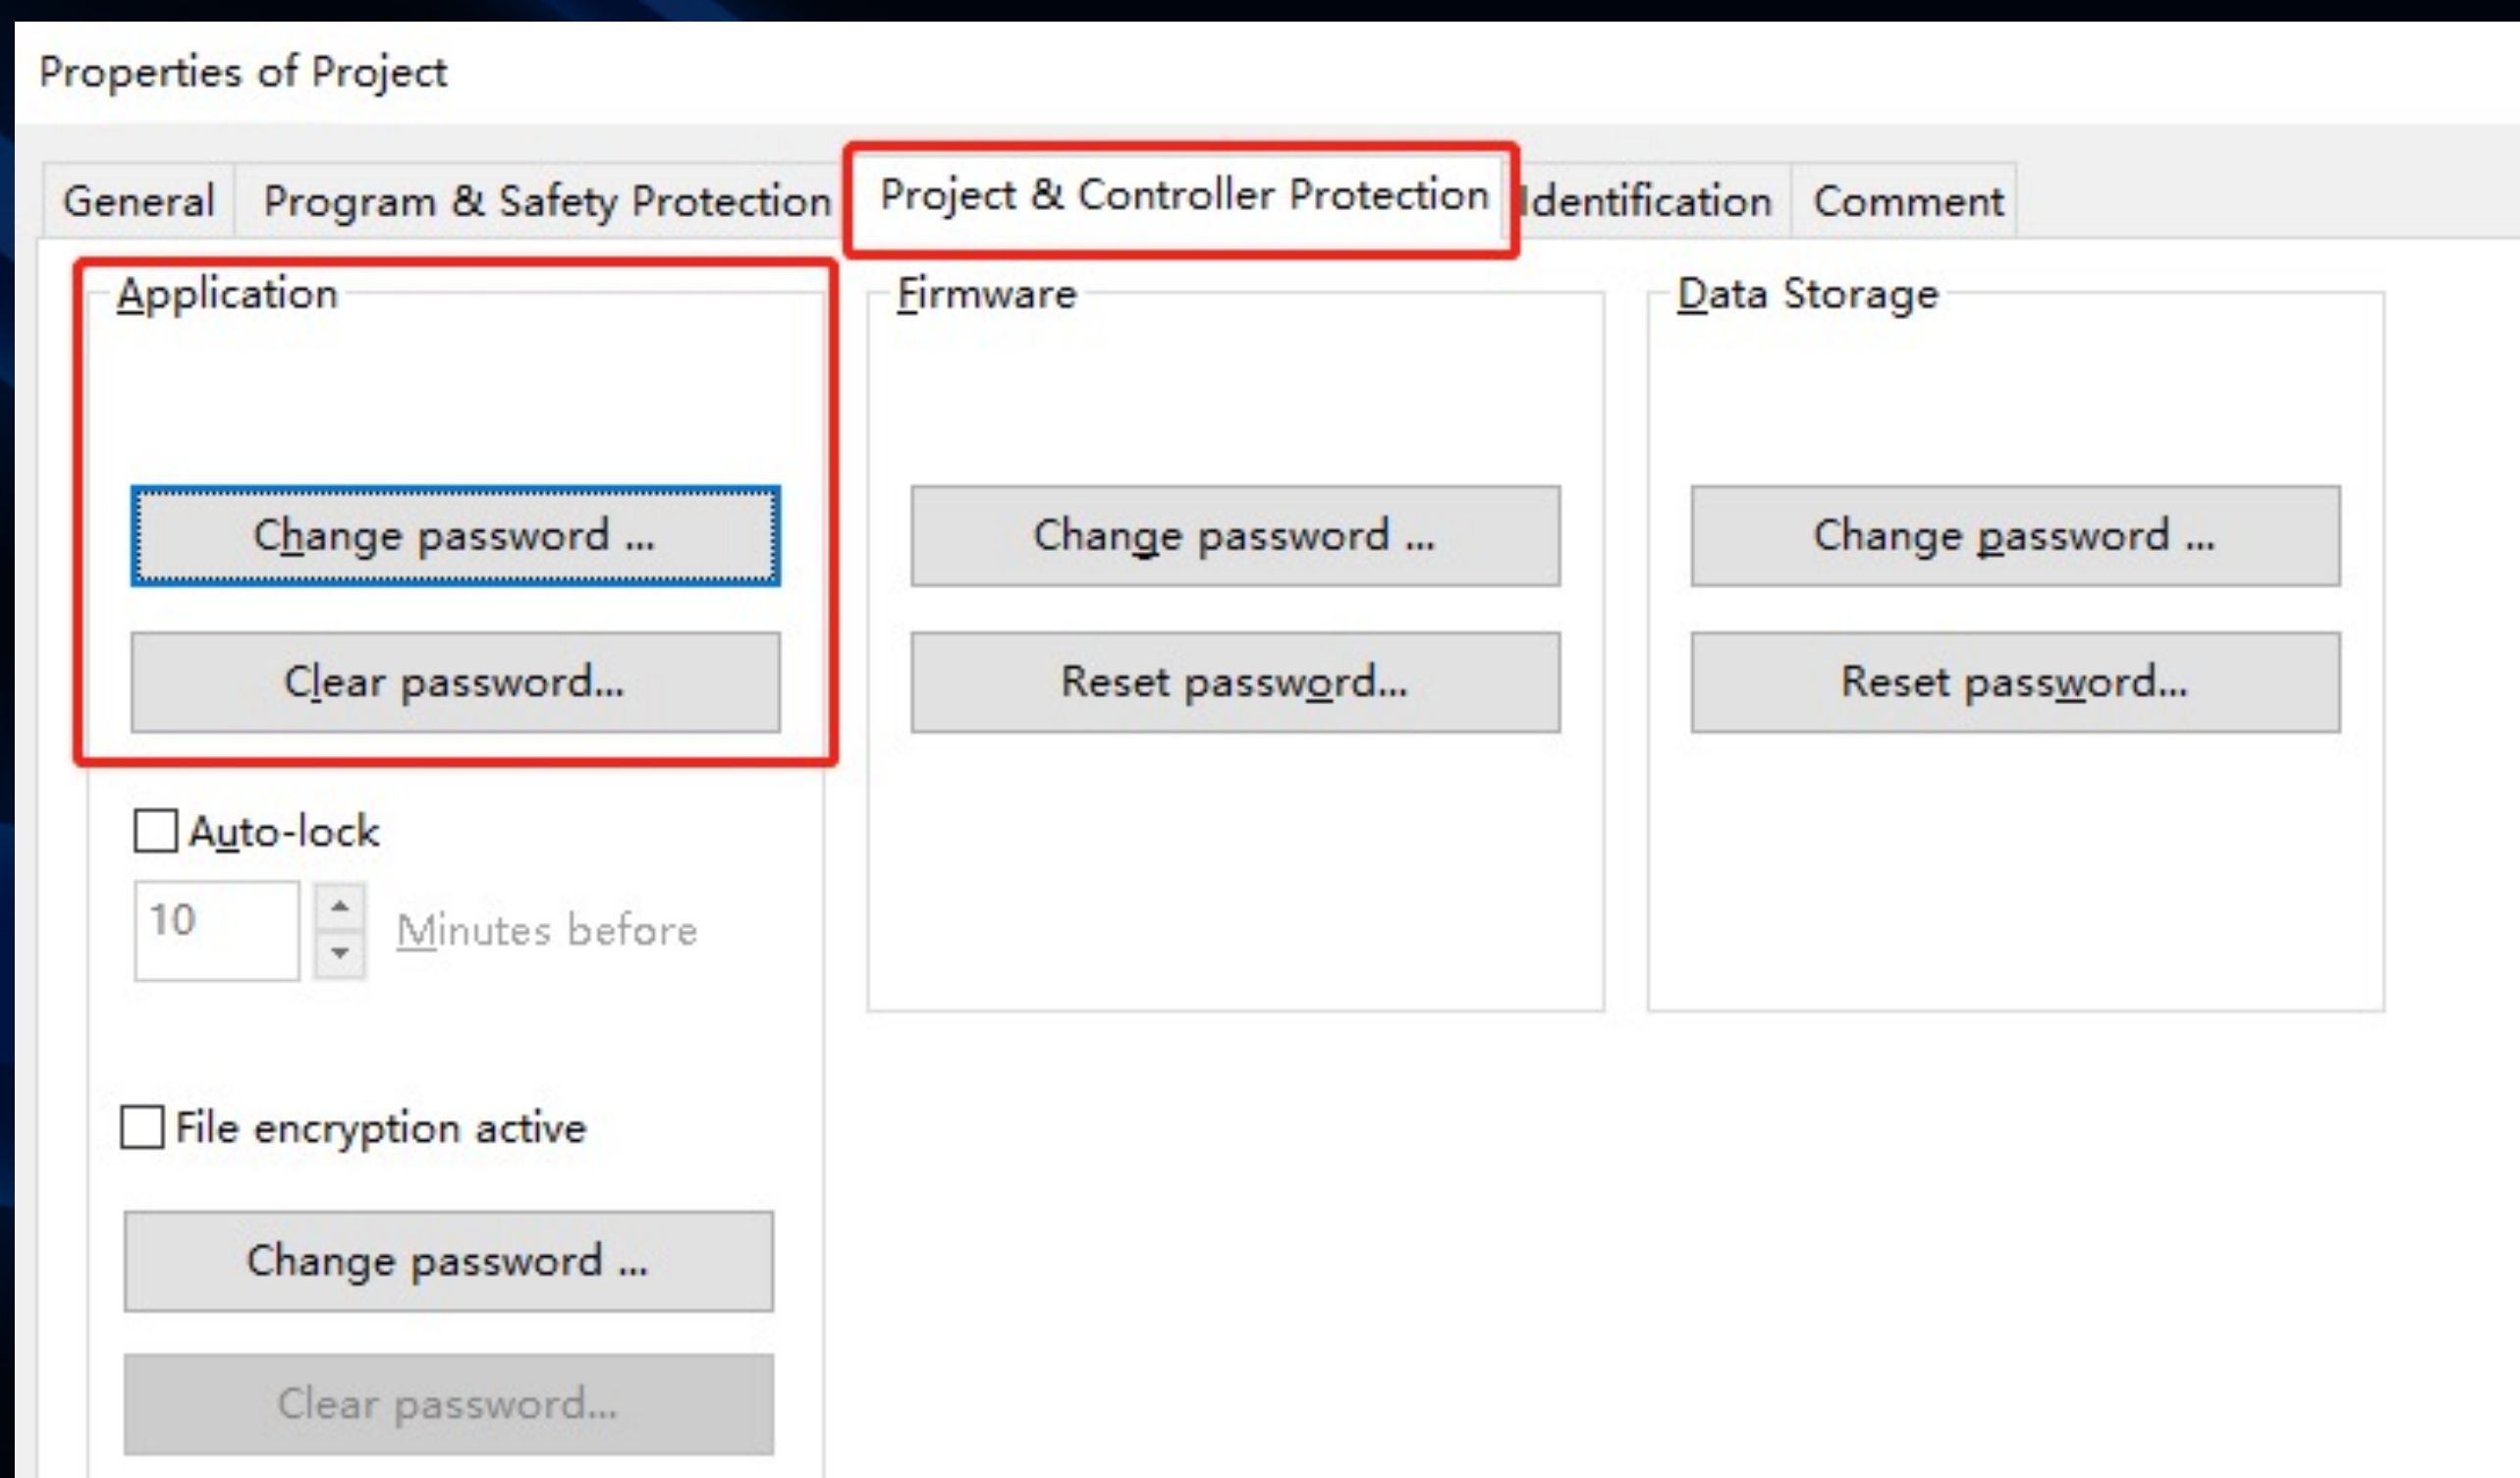 Properties of Project
General Program & Safety Protection Project & Controller Protection Identification Comment
Application Firmware Data Storage
Change password ... Change password ... Change password ...
Clear password... Reset password... Reset password...
Auto-lock
10 Minutes before
File encryption active
Change password ...
Clear password...